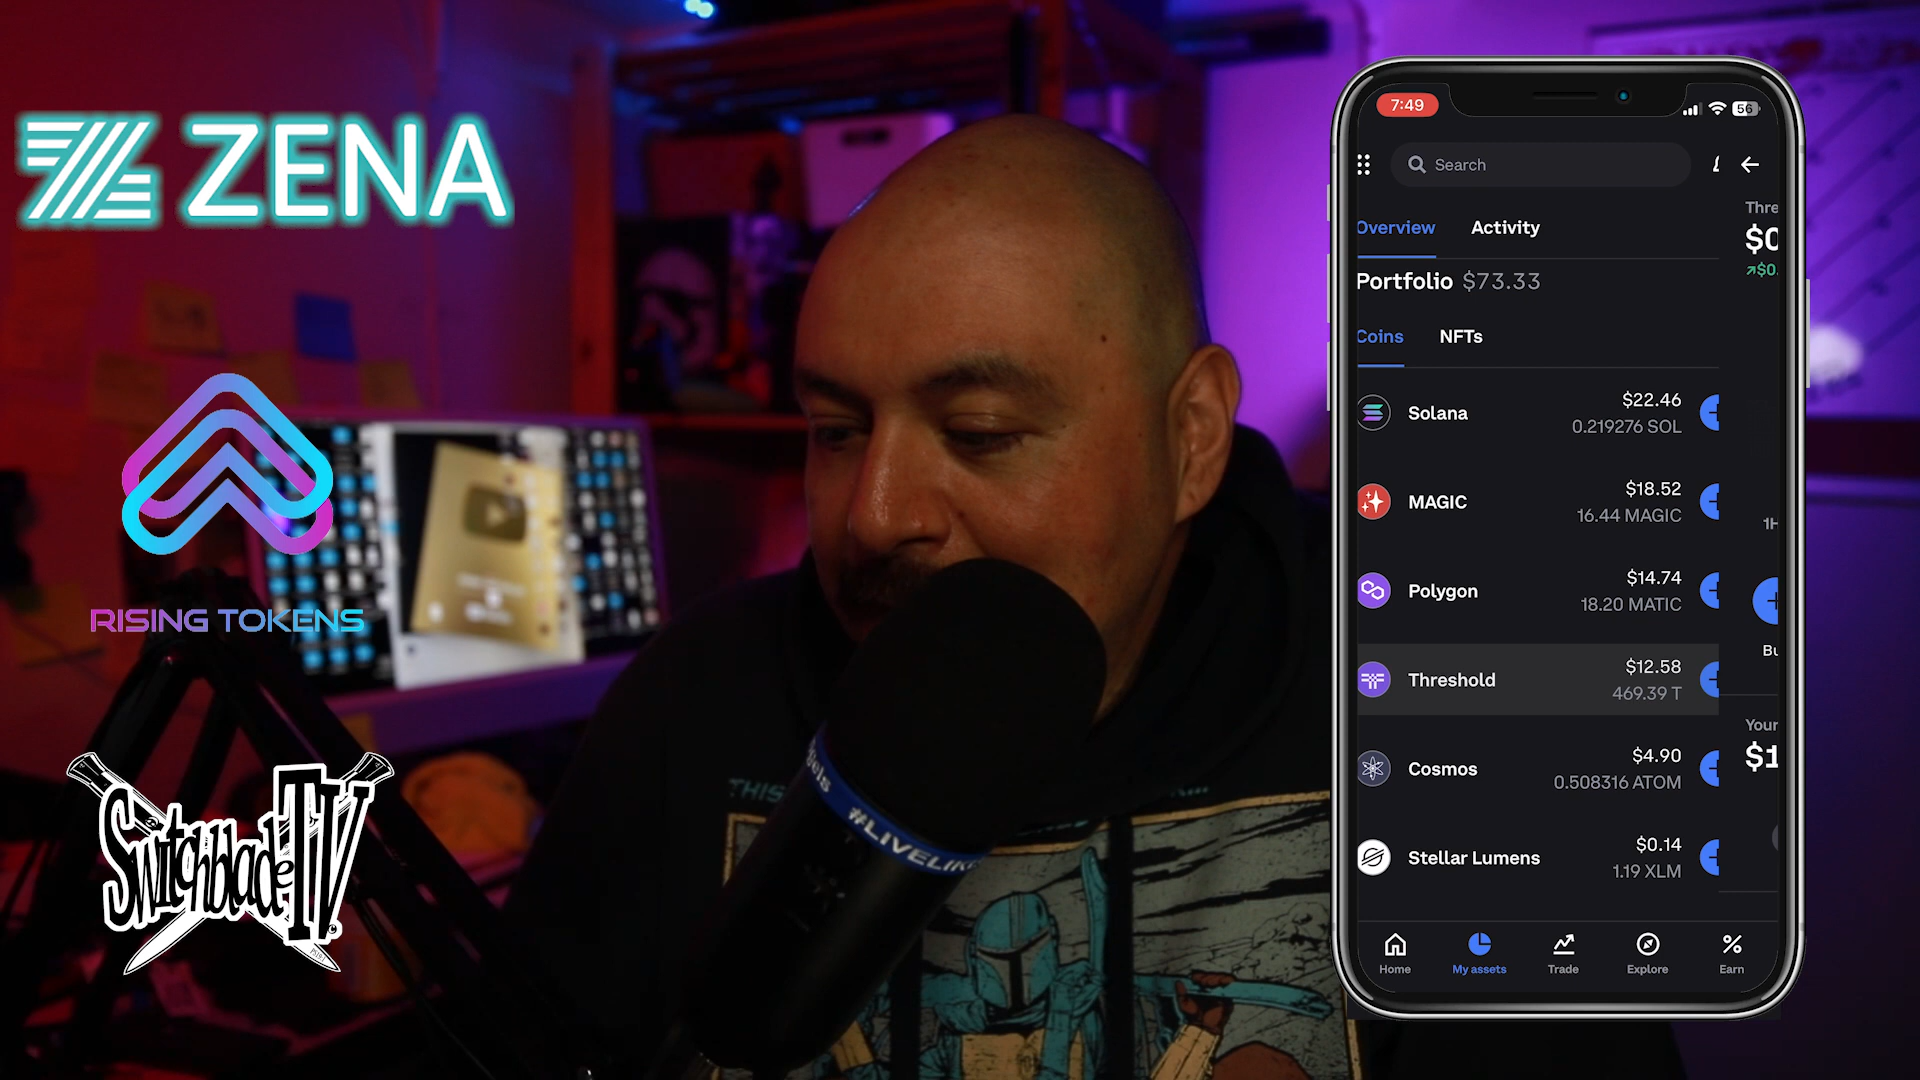 ZENA
RISING TOKENS
SwitchbladeTV
THIS
#LIVELIK
7:49
56
Search
Overview
Activity
Portfolio $73.33
Coins
NFTs
Solana
$22.46
0.219276 SOL
MAGIC
$18.52
16.44 MAGIC
Polygon
$14.74
18.20 MATIC
Threshold
$12.58
469.39 T
Cosmos
$4.90
0.508316 ATOM
Stellar Lumens
$0.14
1.19 XLM
Thre
$0
↗$0.
1H
Bu
Your
$1
Home
My assets
Trade
Explore
Earn